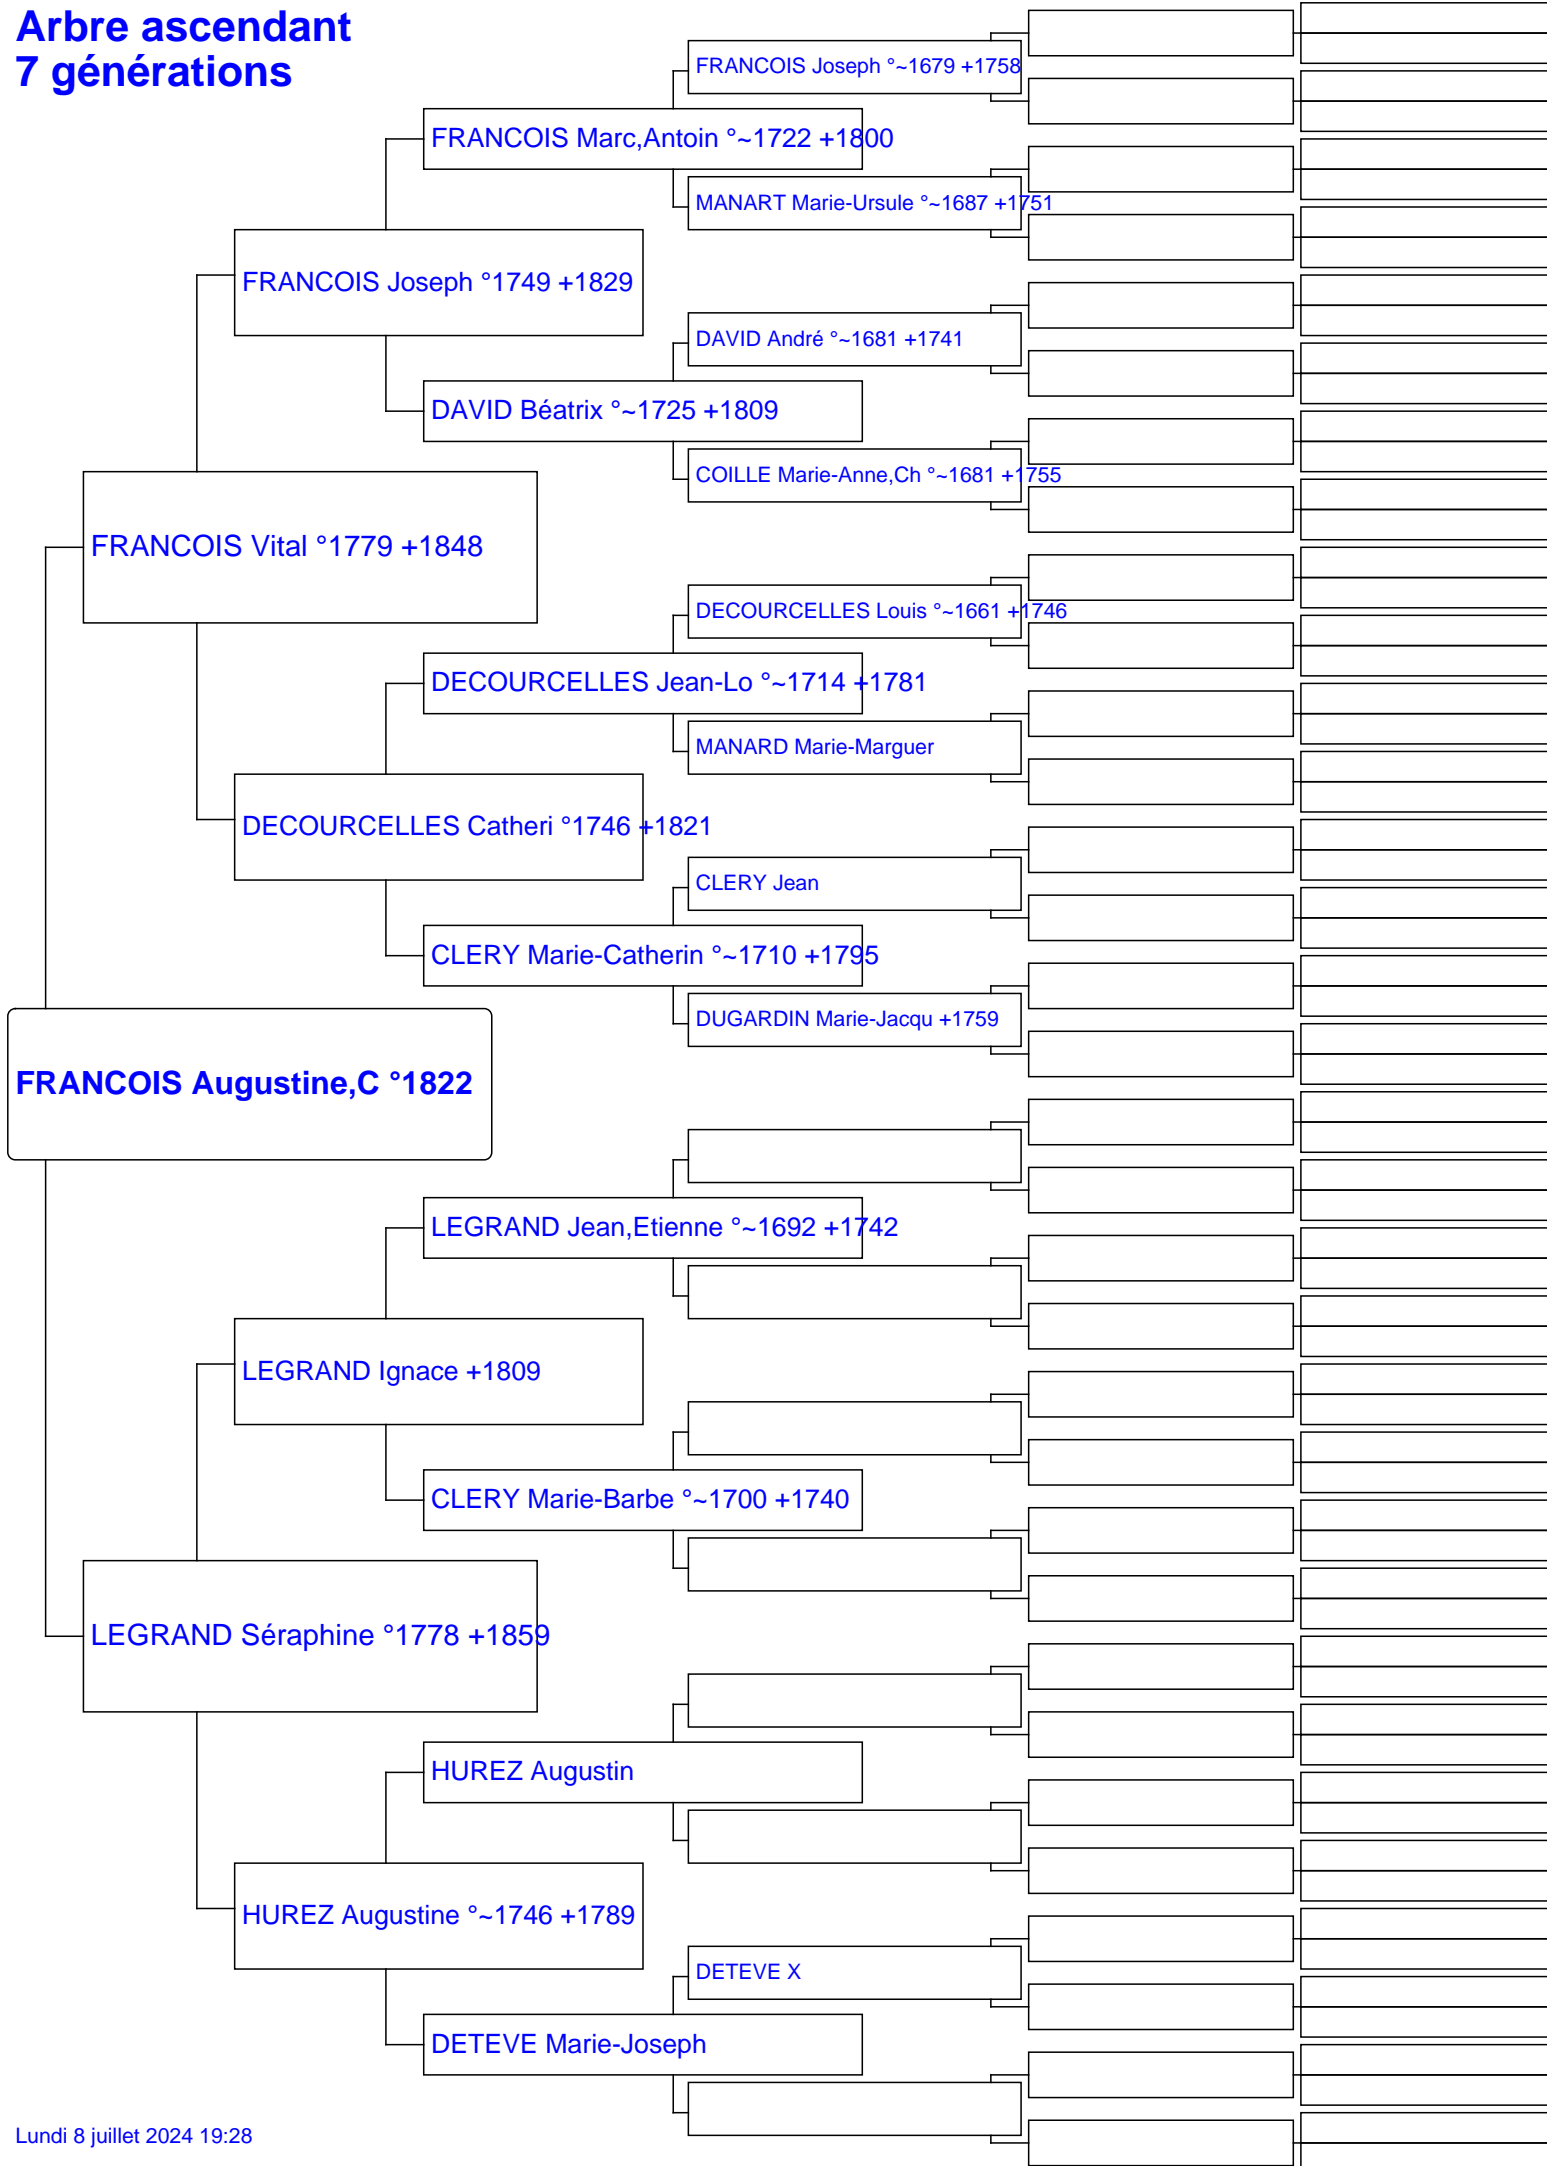 Arbre ascendant
7 générations
FRANCOIS Joseph °~1679 +1758
FRANCOIS Marc,Antoin °~1722 +1800
MANART Marie-Ursule °~1687 +1751
FRANCOIS Joseph °1749 +1829
DAVID André °~1681 +1741
DAVID Béatrix °~1725 +1809
COILLE Marie-Anne,Ch °~1681 +1755
FRANCOIS Vital °1779 +1848
DECOURCELLES Louis °~1661 +1746
DECOURCELLES Jean-Lo °~1714 +1781
MANARD Marie-Marguer
DECOURCELLES Catheri °1746 +1821
CLERY Jean
CLERY Marie-Catherin °~1710 +1795
DUGARDIN Marie-Jacqu +1759
FRANCOIS Augustine,C °1822
LEGRAND Jean,Etienne °~1692 +1742
LEGRAND Ignace +1809
CLERY Marie-Barbe °~1700 +1740
LEGRAND Séraphine °1778 +1859
HUREZ Augustin
HUREZ Augustine °~1746 +1789
DETEVE X
DETEVE Marie-Joseph
Lundi 8 juillet 2024 19:28